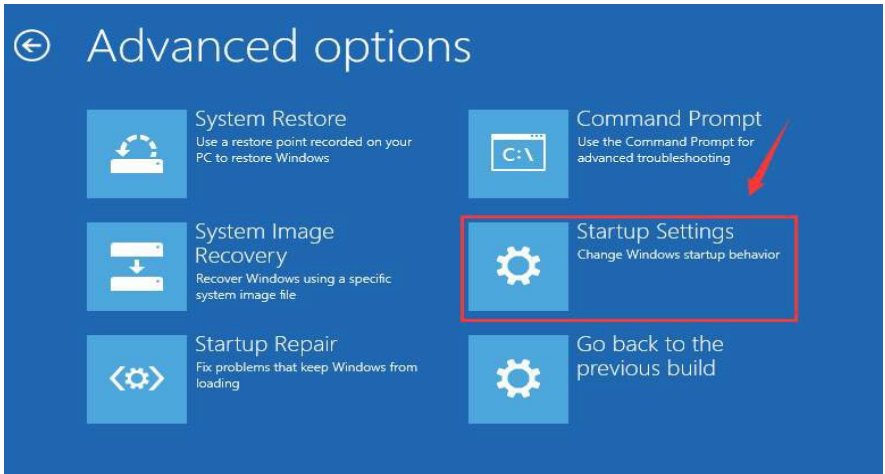 Advanced options
System Restore
Use a restore point recorded on your
PC to restore Windows
Command Prompt
Use the Command Prompt for
advanced troubleshooting
C:\
System Image
Recovery
Recover Windows using a specific
system image file
Startup Settings
Change Windows startup behavior
Startup Repair
Fix problems that keep Windows from
loading
Go back to the
previous build